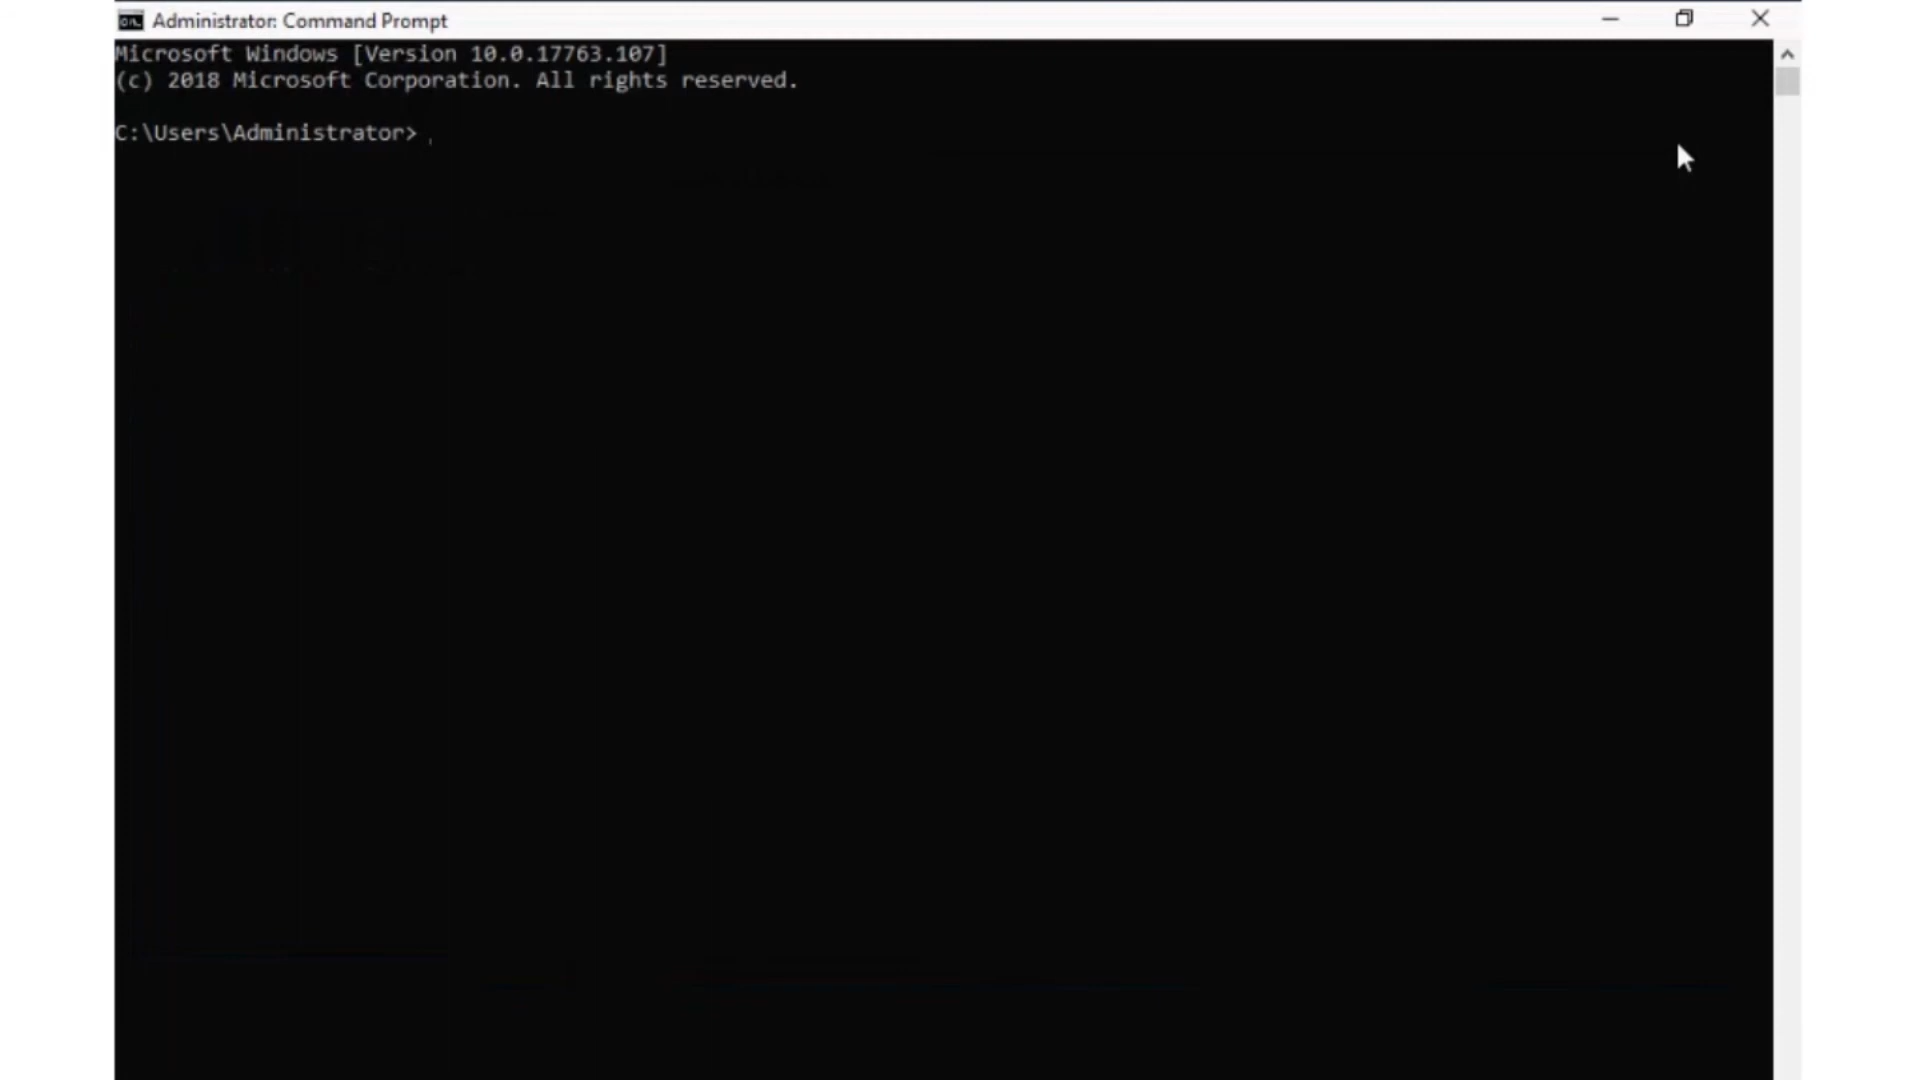 Administrator: Command Prompt
Microsoft Windows [Version 10.0.17763.107]
(c) 2018 Microsoft Corporation. All rights reserved.
C:\Users\Administrator>